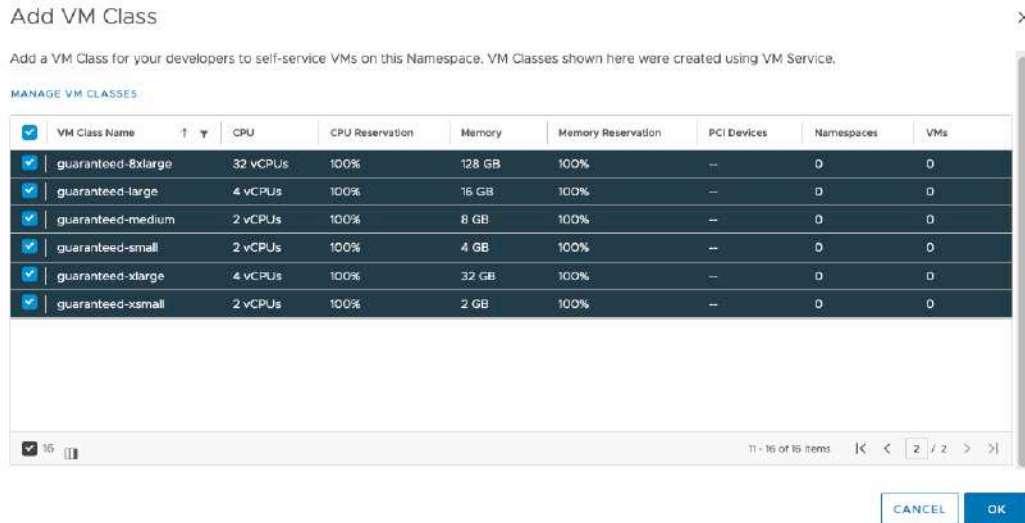 Add VM Class
Add a VM Class for your developers to self-service VMs on this Namespace. VM Classes shown here were created using VM Service.
MANAGE VM CLASSES
VM Class Name CPU CPU Reservation Memory Memory Reservation PCI Devices Namespaces VMs
guaranteed-8xlarge 32 vCPUs 100% 128 GB 100% -- 0 0
guaranteed-large 4 vCPUs 100% 16 GB 100% -- 0 0
guaranteed-medium 2 vCPUs 100% 8 GB 100% -- 0 0
guaranteed-small 2 vCPUs 100% 4 GB 100% -- 0 0
guaranteed-xlarge 4 vCPUs 100% 32 GB 100% -- 0 0
guaranteed-xsmall 2 vCPUs 100% 2 GB 100% -- 0 0
16 11 - 16 of 16 items 2 / 2
CANCEL OK